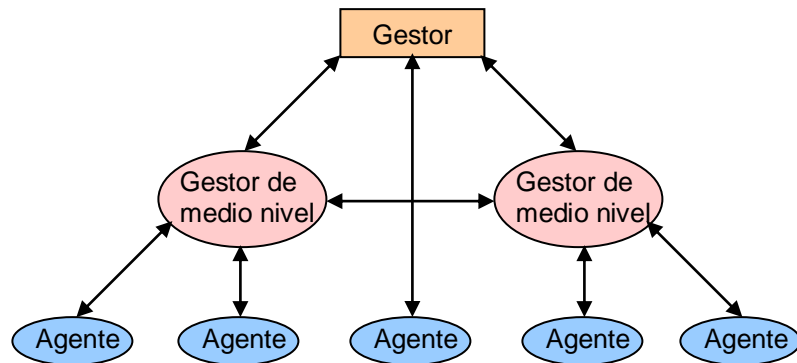 Gestor
Gestor de
medio nivel
Gestor de
medio nivel
Agente
Agente
Agente
Agente
Agente